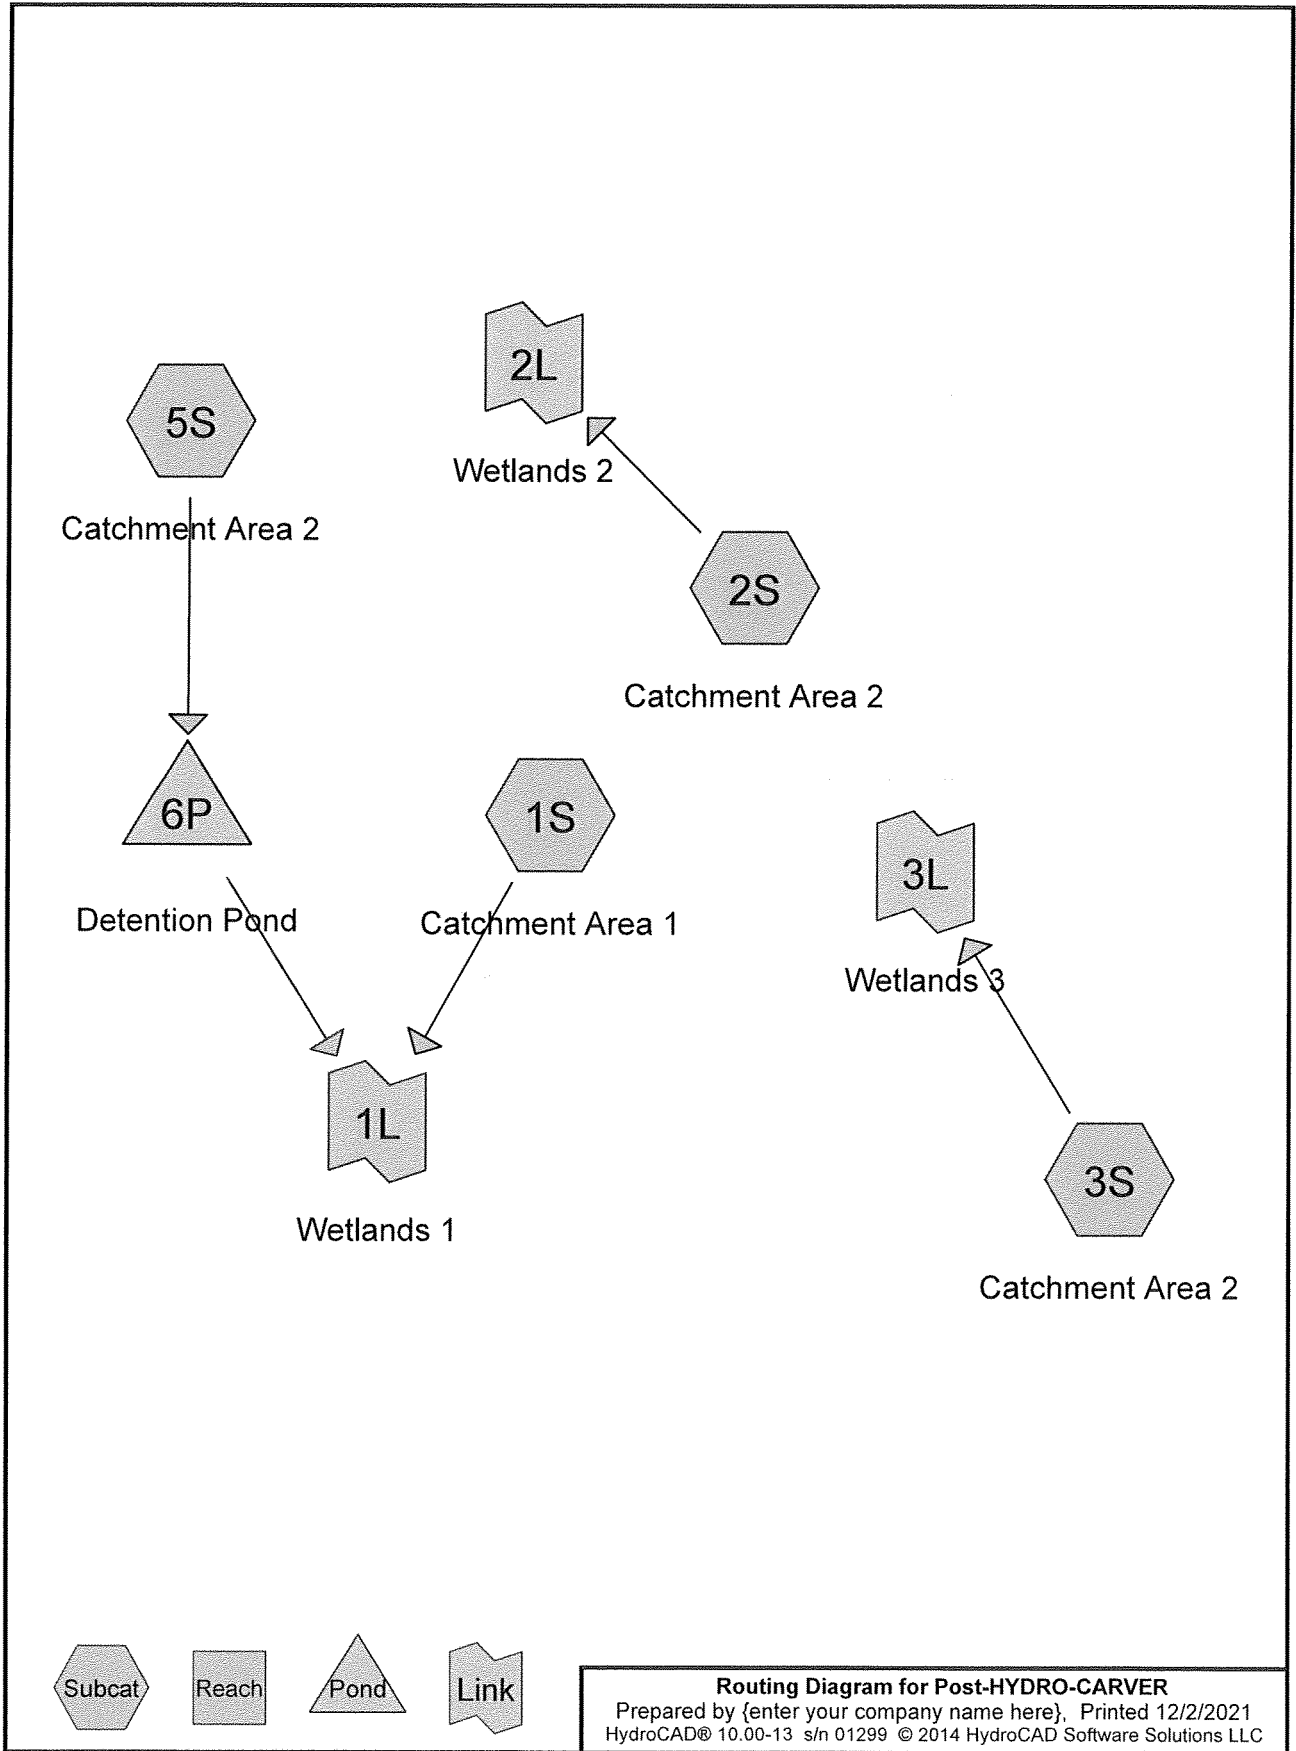 2L
Wetlands 2
5S
Catchment Area 2
2S
Catchment Area 2
6P
Detention Pond
1S
Catchment Area 1
3L
Wetlands 3
1L
Wetlands 1
3S
Catchment Area 2
Subcat
Reach
Pond
Link
Routing Diagram for Post-HYDRO-CARVER
Prepared by {enter your company name here}, Printed 12/2/2021
HydroCAD® 10.00-13 s/n 01299 © 2014 HydroCAD Software Solutions LLC